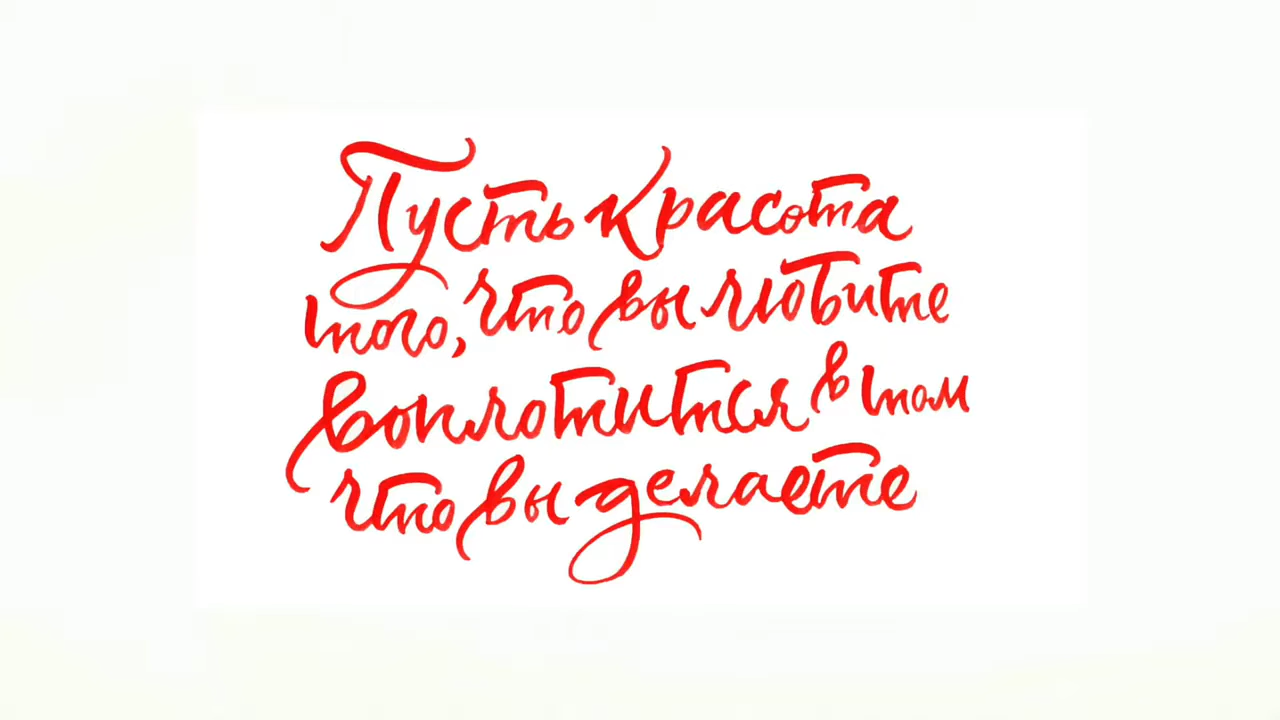 Пусть красота
того, что вы любите
воплотится в том
что вы делаете